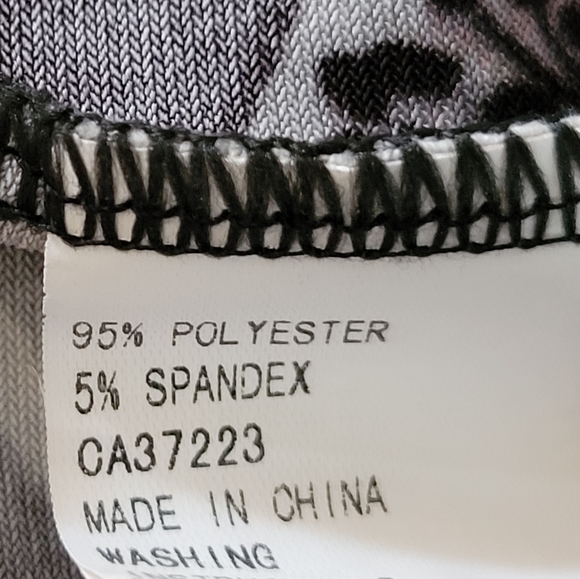 95% POLYESTER
5% SPANDEX
CA37223
MADE IN CHINA
WASHING